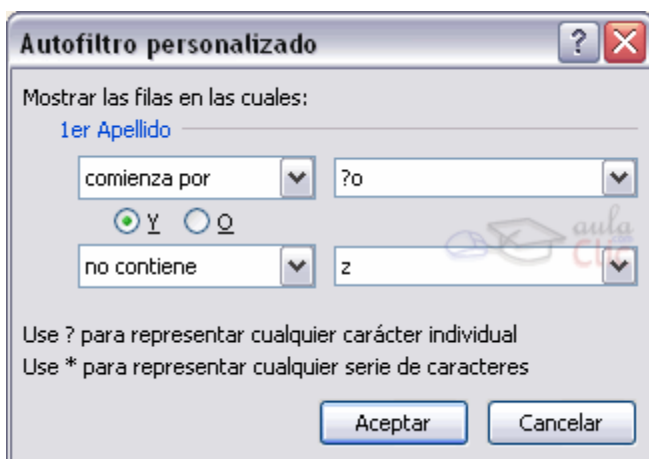 Autofiltro personalizado
?
Mostrar las filas en las cuales:
1er Apellido
comienza por ?o
Y O
no contiene z
aula
Clic
Use ? para representar cualquier carácter individual
Use * para representar cualquier serie de caracteres
Aceptar Cancelar